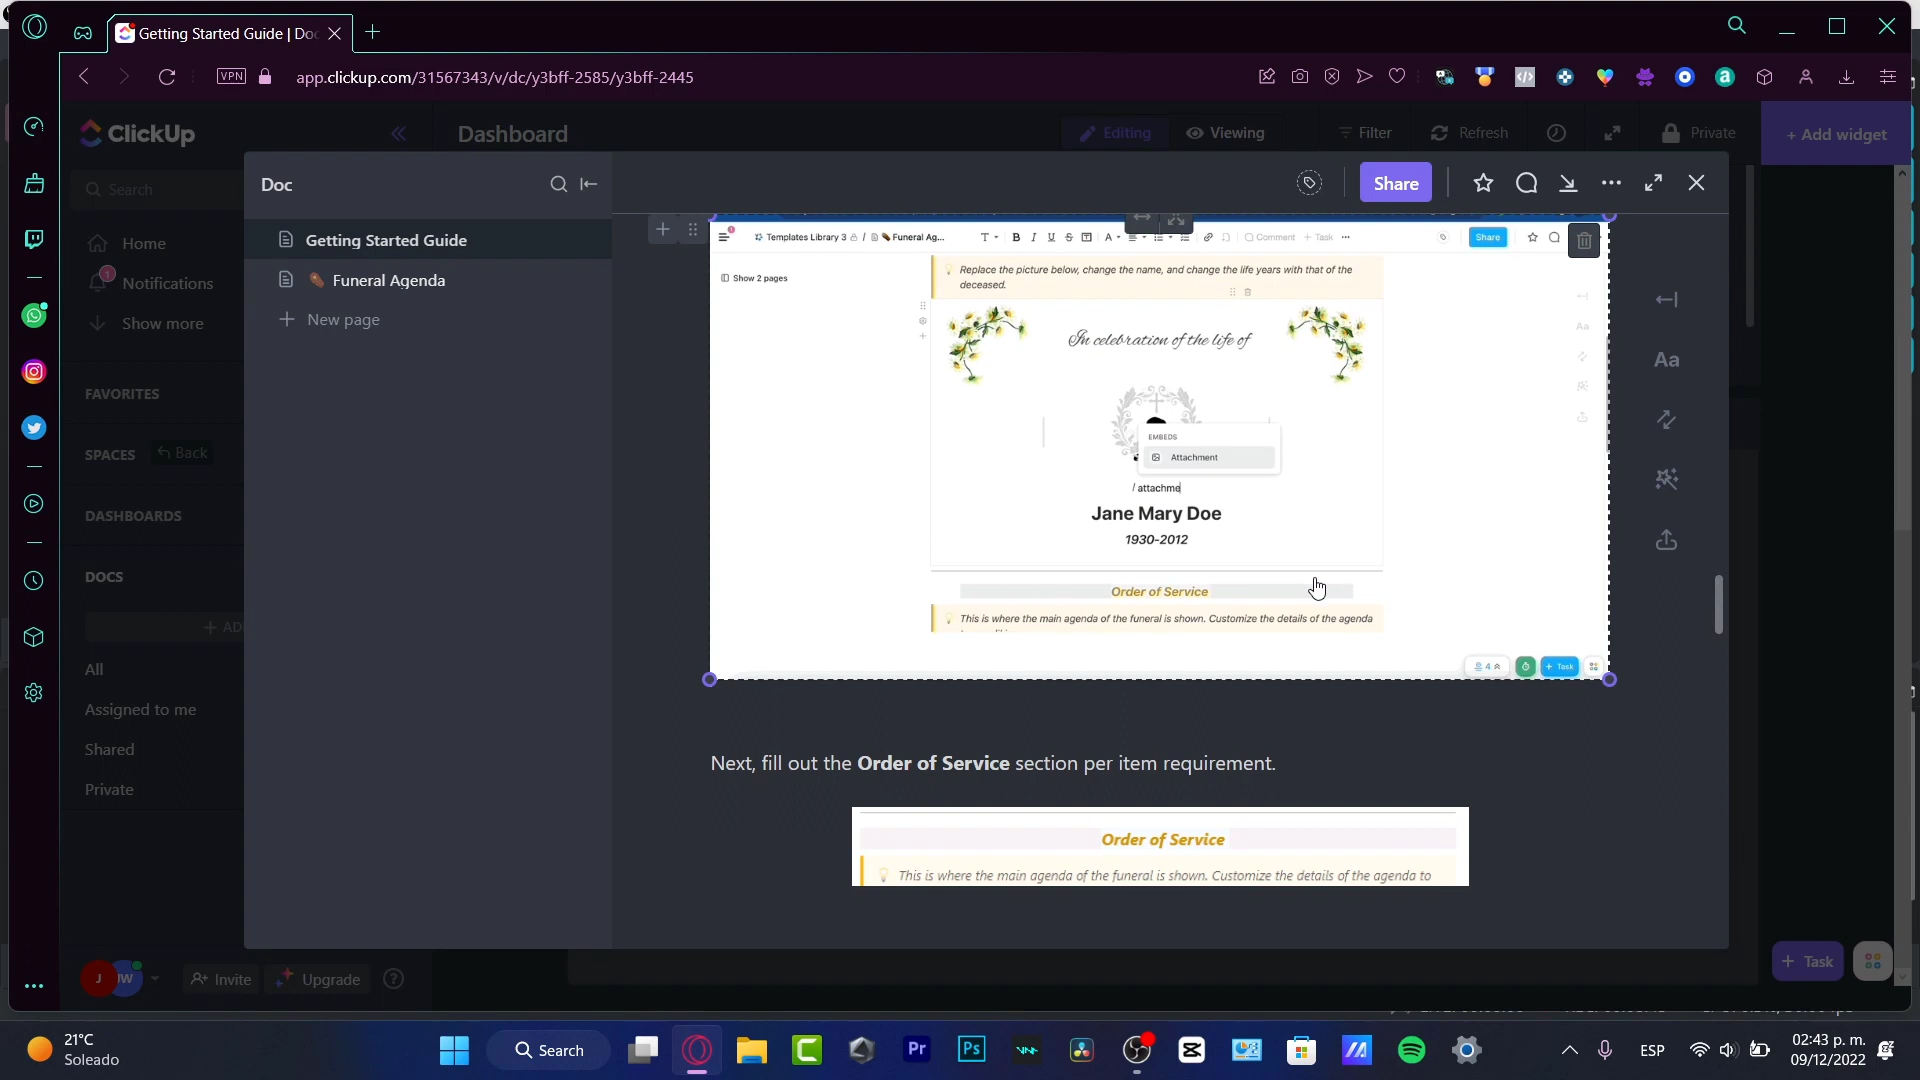 Getting Started Guide | Doc
VPN
app.clickup.com/31567343/v/dc/y3bff-2585/y3bff-2445
ClickUp
Dashboard
Editing
Viewing
Filter
Refresh
Private
+ Add widget
Search
Doc
Share
Home
Getting Started Guide
Notifications
1
Funeral Agenda
Show more
New page
FAVORITES
SPACES
Back
DASHBOARDS
DOCS
+ AD
All
Assigned to me
Shared
Private
Templates Library 3
/
Funeral Ag...
Comment
+ Task
Share
Show 2 pages
Replace the picture below, change the name, and change the life years with that of the
deceased.
In celebration of the life of
EMBEDS
Attachment
/ attachme
Jane Mary Doe
1930-2012
Order of Service
This is where the main agenda of the funeral is shown. Customize the details of the agenda
4
+ Task
Aa
Next, fill out the Order of Service section per item requirement.
Order of Service
This is where the main agenda of the funeral is shown. Customize the details of the agenda to
J
JW
Invite
Upgrade
?
+ Task
21°C
Soleado
Search
Pr
Ps
ESP
02:43 p. m.
09/12/2022